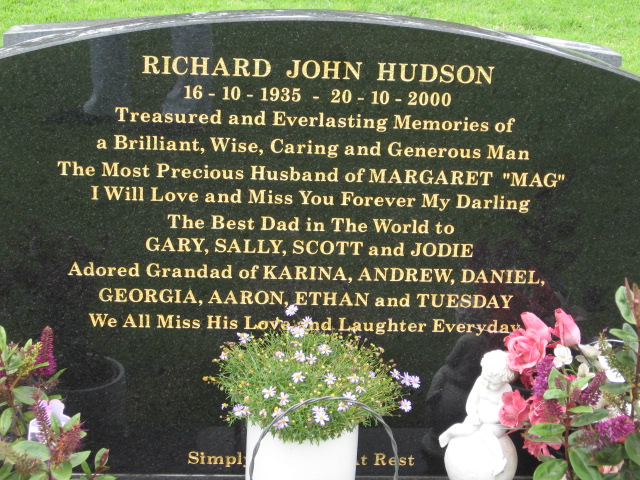 RICHARD JOHN HUDSON
16-10-1935 - 20-10-2000
Treasured and Everlasting Memories of
a Brilliant, Wise, Caring and Generous Man
The Most Precious Husband of MARGARET "MAG"
I Will Love and Miss You Forever My Darling
The Best Dad in The World to
GARY, SALLY, SCOTT and JODIE
Adored Grandad of KARINA, ANDREW, DANIEL,
GEORGIA, AARON, ETHAN and TUESDAY
We All Miss His Love and Laughter Everyday
Simply At Rest